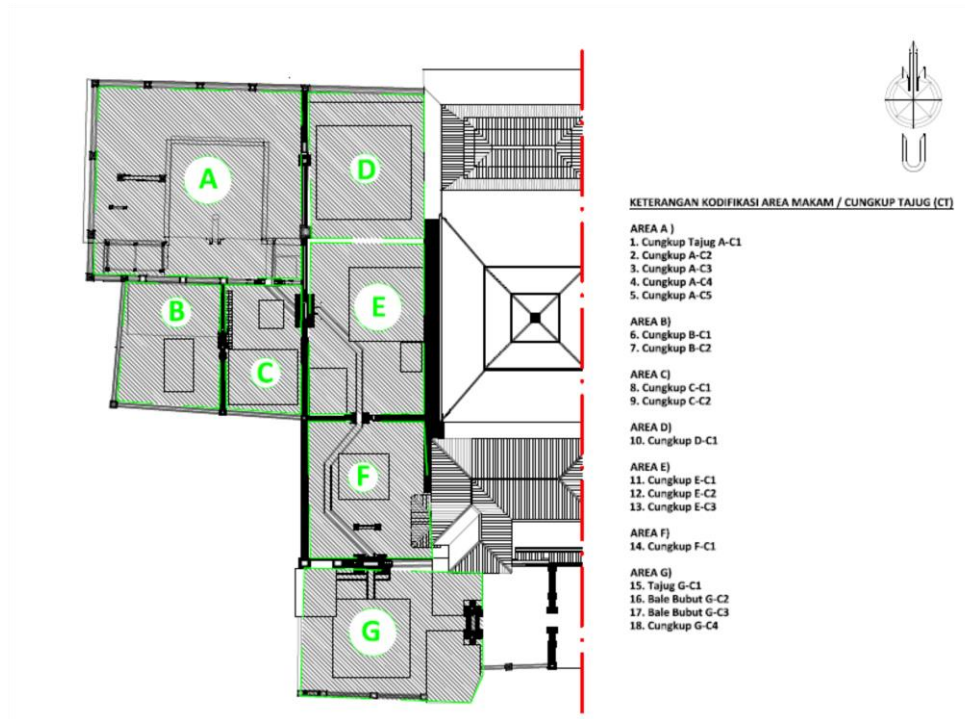 A
D
B
C
E
F
G
U
KETERANGAN KODIFIKASI AREA MAKAM / CUNGKUP TAJUG (CT)
AREA A )
1. Cungkup Tajug A-C1
2. Cungkup A-C2
3. Cungkup A-C3
4. Cungkup A-C4
5. Cungkup A-C5
AREA B)
6. Cungkup B-C1
7. Cungkup B-C2
AREA C)
8. Cungkup C-C1
9. Cungkup C-C2
AREA D)
10. Cungkup D-C1
AREA E)
11. Cungkup E-C1
12. Cungkup E-C2
13. Cungkup E-C3
AREA F)
14. Cungkup F-C1
AREA G)
15. Tajug G-C1
16. Bale Bubut G-C2
17. Bale Bubut G-C3
18. Cungkup G-C4